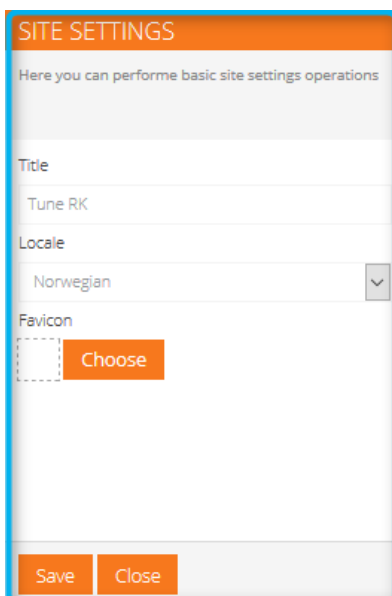 SITE SETTINGS
Here you can performe basic site settings operations
Title
Tune RK
Locale
Norwegian
Favicon
Choose
Save Close